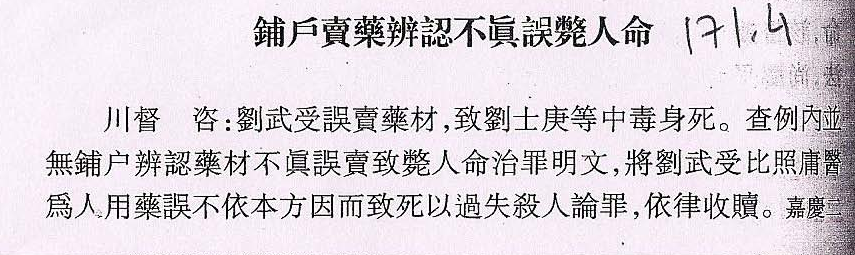 鋪戶賣藥辨認不眞誤斃人命 171.4
川督 咨:劉武受誤賣藥材,致劉士庚等中毒身死。查例內並
無鋪户辨認藥材不眞誤賣致斃人命治罪明文,將劉武受比照庸醫
爲人用藥誤不依本方因而致死以過失殺人論罪,依律收贖。嘉慶二